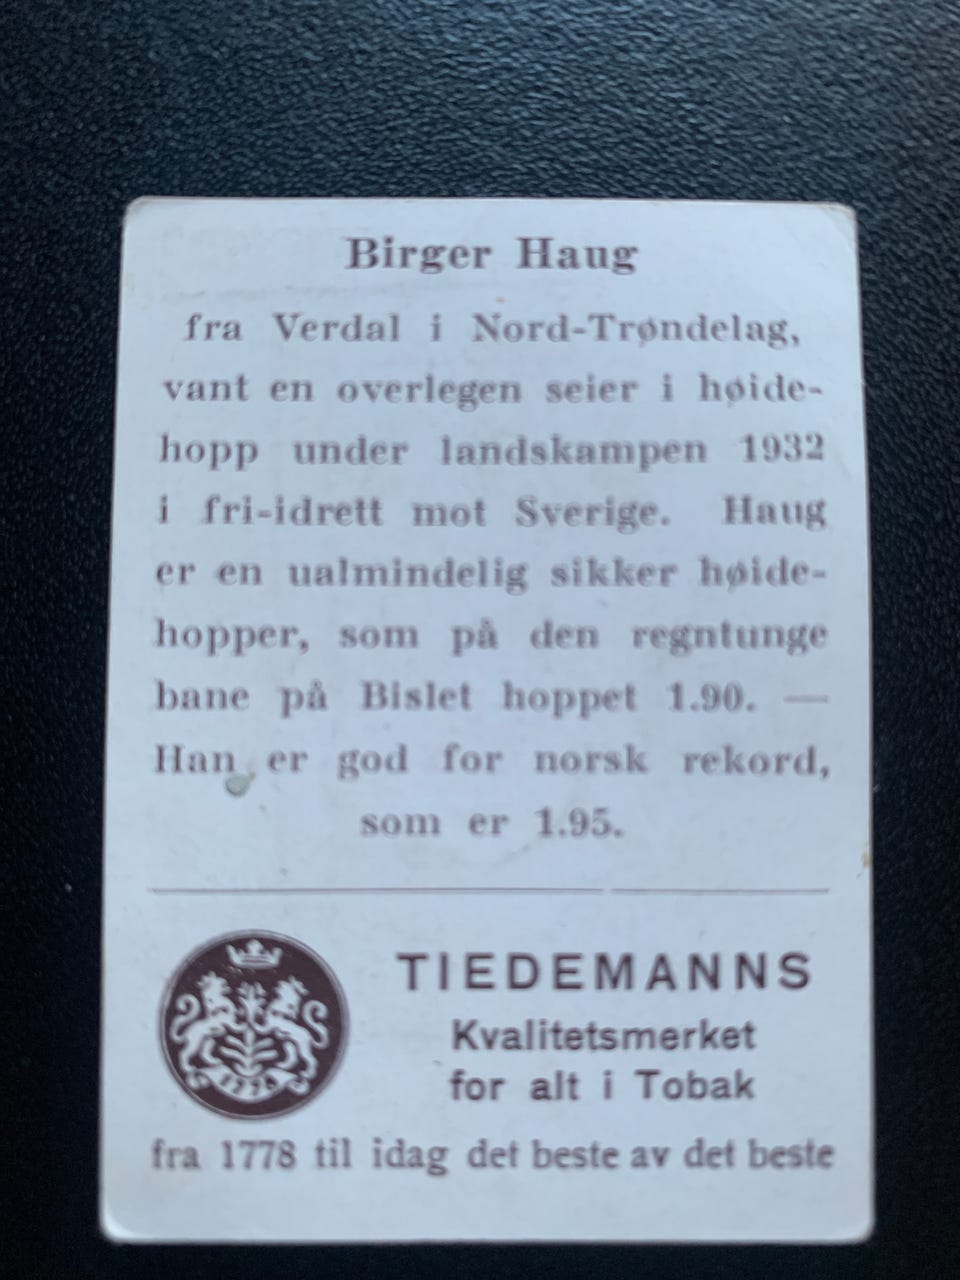 Birger Haug
fra Verdal i Nord-Trøndelag,
vant en overlegen seier i høide-
hopp under landskampen 1932
i fri-idrett mot Sverige. Haug
er en ualmindelig sikker høide-
hopper, som på den regntunge
bane på Bislet hoppet 1.90. —
Han er god for norsk rekord,
som er 1.95.
TIEDEMANNS
Kvalitetsmerket
for alt i Tobak
1778
fra 1778 til idag det beste av det beste